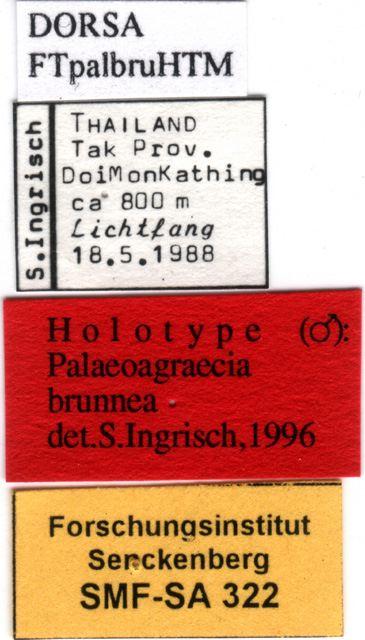 DORSA
FTpalbruHTM
S.Ingrisch
THAILAND
Tak Prov.
DoiMonKathing
ca 800 m
Lichtfang
18.5.1988
Holotype (♂):
Palaeoagraecia
brunnea
det.S.Ingrisch,1996
Forschungsinstitut
Senckenberg
SMF-SA 322